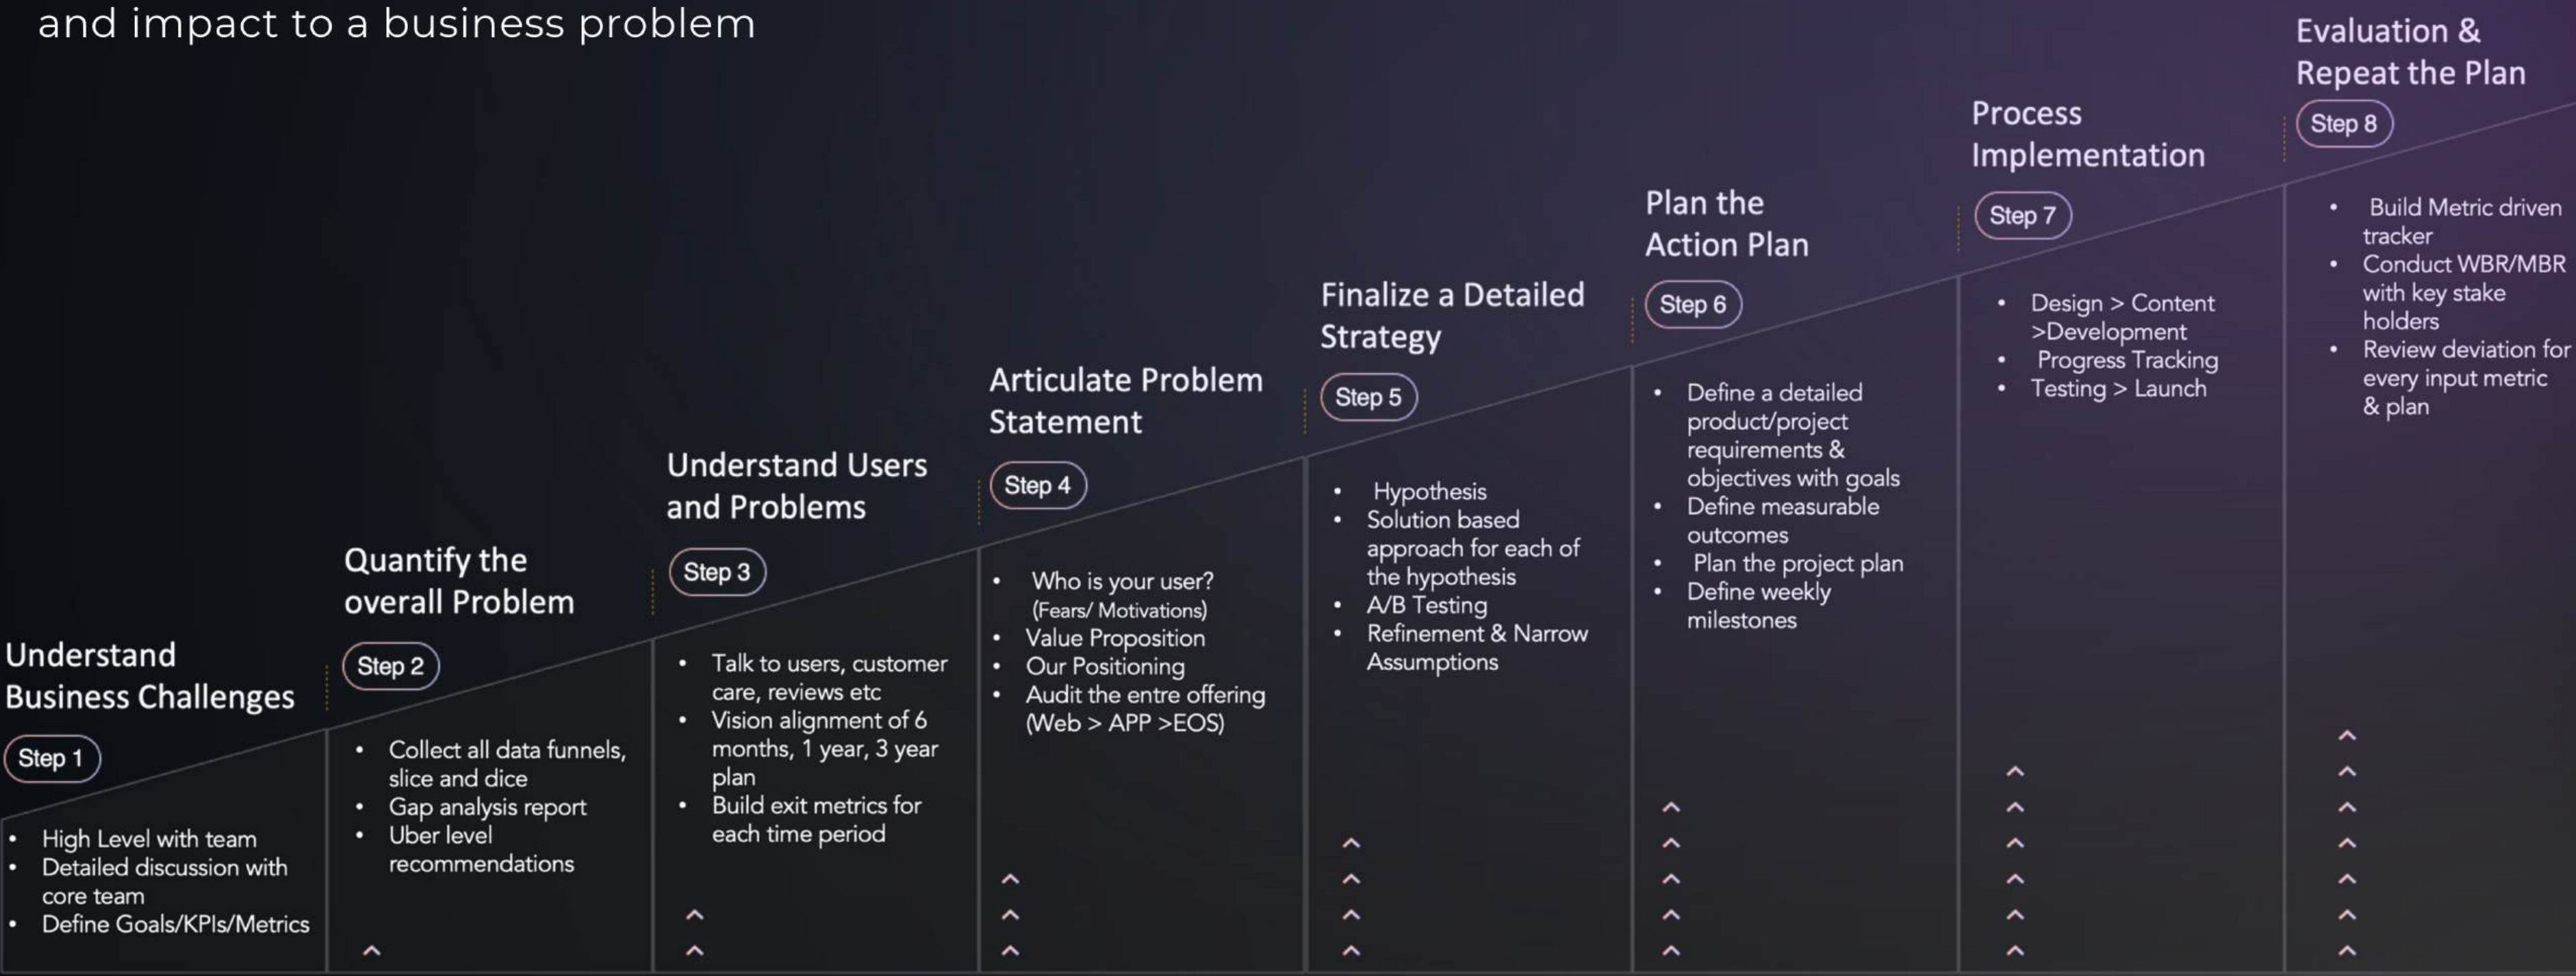 and impact to a business problem
Understand
Business Challenges
Step 1
• High Level with team
• Detailed discussion with
core team
• Define Goals/KPIs/Metrics
Quantify the
overall Problem
Step 2
• Collect all data funnels,
slice and dice
• Gap analysis report
• Uber level
recommendations
Understand Users
and Problems
Step 3
• Talk to users, customer
care, reviews etc
• Vision alignment of 6
months, 1 year, 3 year
plan
• Build exit metrics for
each time period
Articulate Problem
Statement
Step 4
• Who is your user?
(Fears/ Motivations)
• Value Proposition
• Our Positioning
• Audit the entre offering
(Web > APP >EOS)
Finalize a Detailed
Strategy
Step 5
• Hypothesis
• Solution based
approach for each of
the hypothesis
• A/B Testing
• Refinement & Narrow
Assumptions
Plan the
Action Plan
Step 6
• Define a detailed
product/project
requirements &
objectives with goals
• Define measurable
outcomes
• Plan the project plan
• Define weekly
milestones
Process
Implementation
Step 7
• Design > Content
>Development
• Progress Tracking
• Testing > Launch
Evaluation &
Repeat the Plan
Step 8
• Build Metric driven
tracker
• Conduct WBR/MBR
with key stake
holders
• Review deviation for
every input metric
& plan